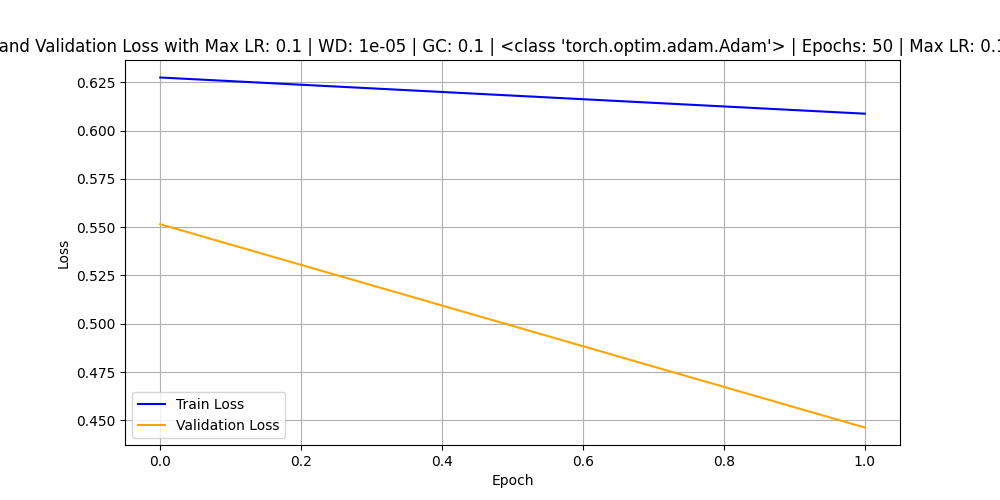 and Validation Loss with Max LR: 0.1 | WD: 1e-05 | GC: 0.1 | <class 'torch.optim.adam.Adam'> | Epochs: 50 | Max LR: 0.1
0.625
0.600
0.575
0.550
0.525
0.500
0.475
0.450
Loss
Train Loss
Validation Loss
0.0 0.2 0.4 0.6 0.8 1.0
Epoch